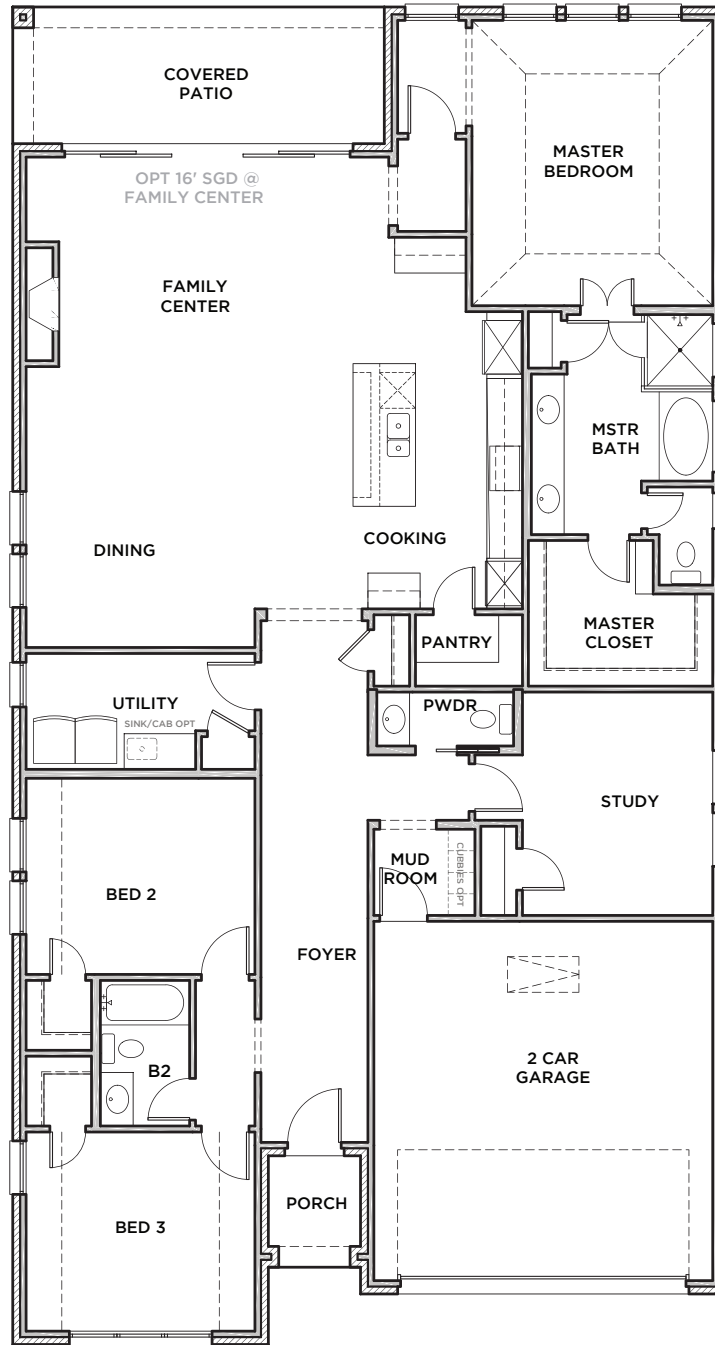 COVERED
PATIO
OPT 16' SGD @
FAMILY CENTER
MASTER
BEDROOM
FAMILY
CENTER
MSTR
BATH
DINING
COOKING
PANTRY
MASTER
CLOSET
UTILITY
SINK/CAB OPT
PWDR
STUDY
MUD
ROOM
CUBBIES OPT
BED 2
FOYER
B2
2 CAR
GARAGE
PORCH
BED 3